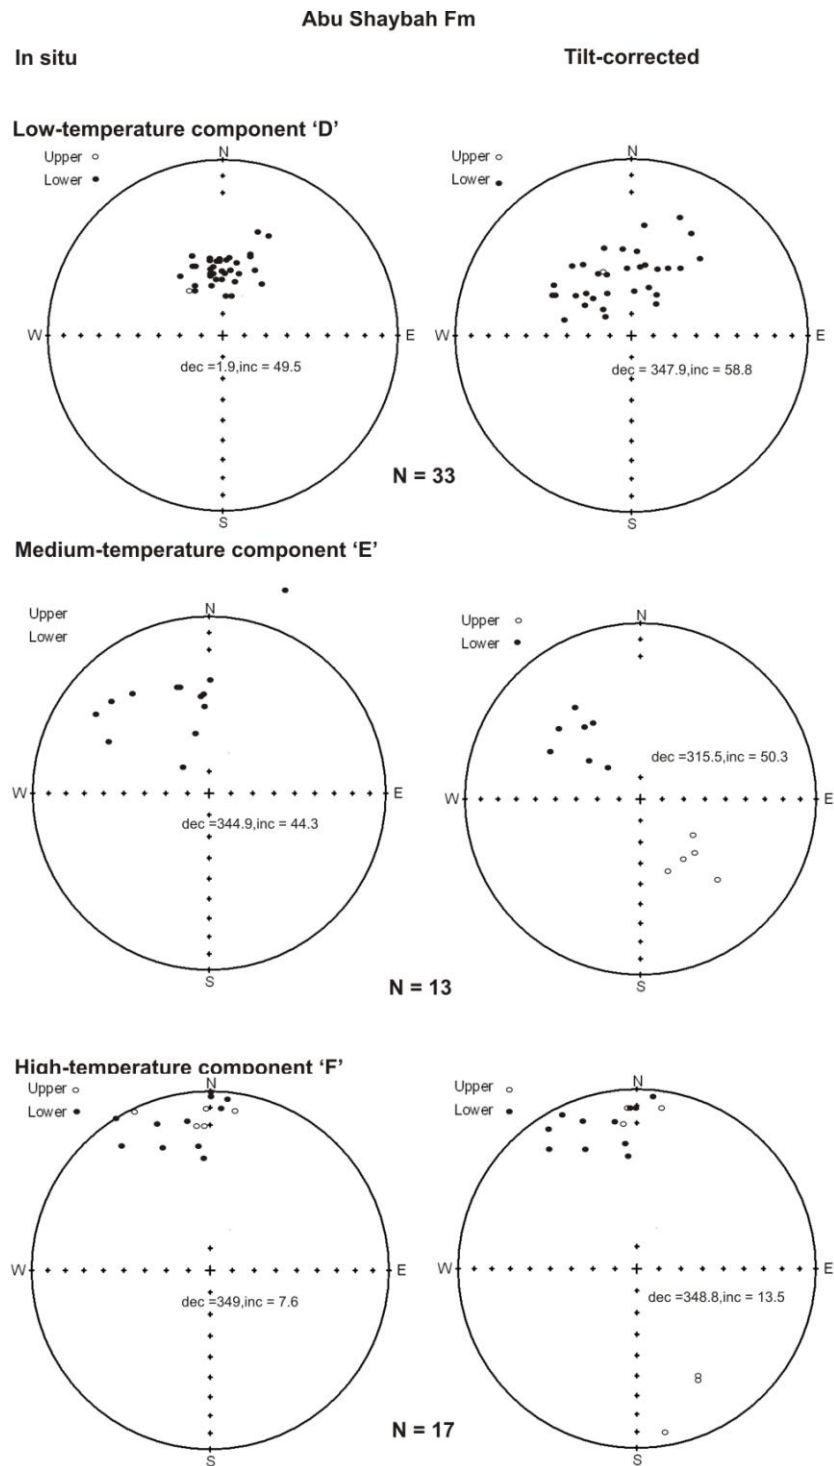 Abu Shaybah Fm
In situ
Tilt-corrected
Low-temperature component ‘D’
Upper
Lower
N
W
E
S
dec =1.9,inc = 49.5
Upper
Lower
N
W
E
S
dec = 347.9,inc = 58.8
N = 33
Medium-temperature component ‘E’
Upper
Lower
N
W
E
S
dec =344.9,inc = 44.3
Upper
Lower
N
W
E
S
dec =315.5,inc = 50.3
N = 13
High-temperature component ‘F’
Upper
Lower
N
W
E
S
dec =349,inc = 7.6
Upper
Lower
N
W
E
S
dec =348.8,inc = 13.5
N = 17